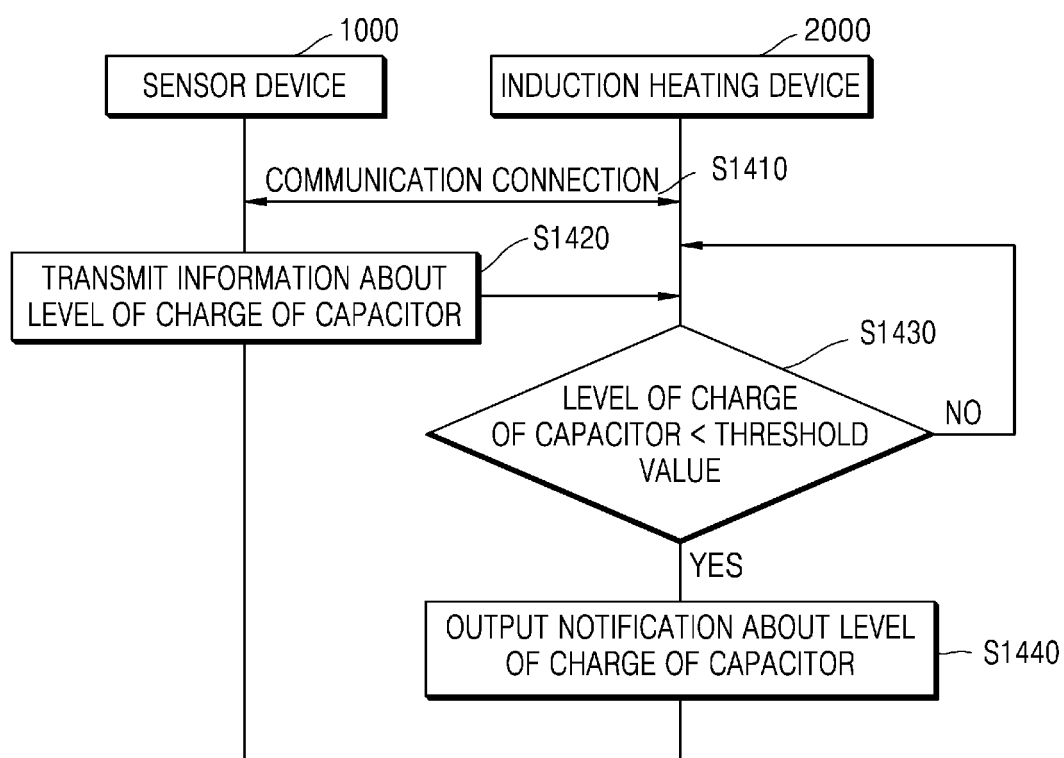 1000
2000
SENSOR DEVICE
INDUCTION HEATING DEVICE
COMMUNICATION CONNECTION
S1410
S1420
TRANSMIT INFORMATION ABOUT
LEVEL OF CHARGE OF CAPACITOR
S1430
LEVEL OF CHARGE
OF CAPACITOR < THRESHOLD
VALUE
NO
YES
OUTPUT NOTIFICATION ABOUT LEVEL
OF CHARGE OF CAPACITOR
S1440